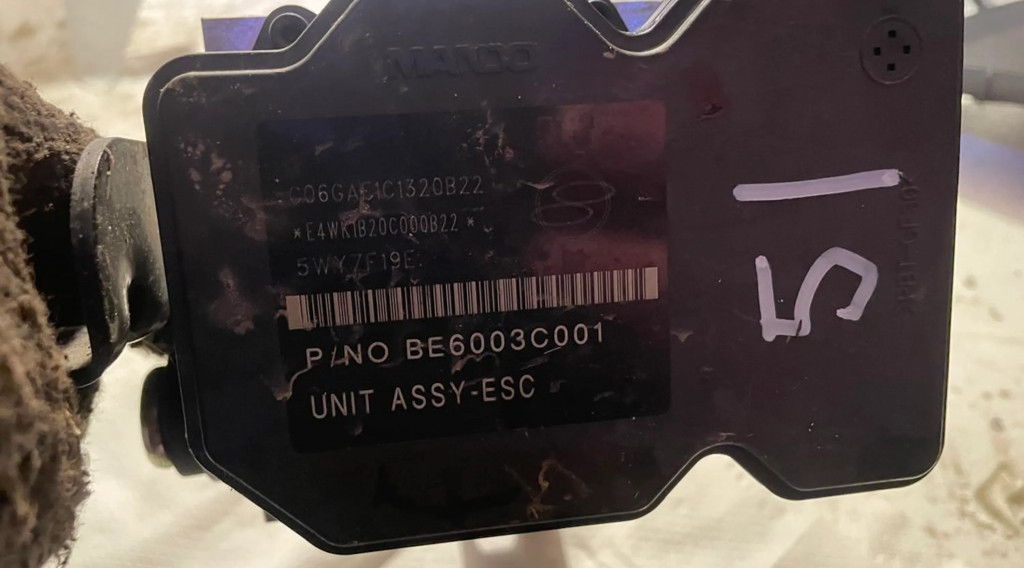 MANDO
C06GAE1C1320B22
*E4WK1B20C000B22*
5WY7F19E
P/NO BE6003C001
UNIT ASSY-ESC
51